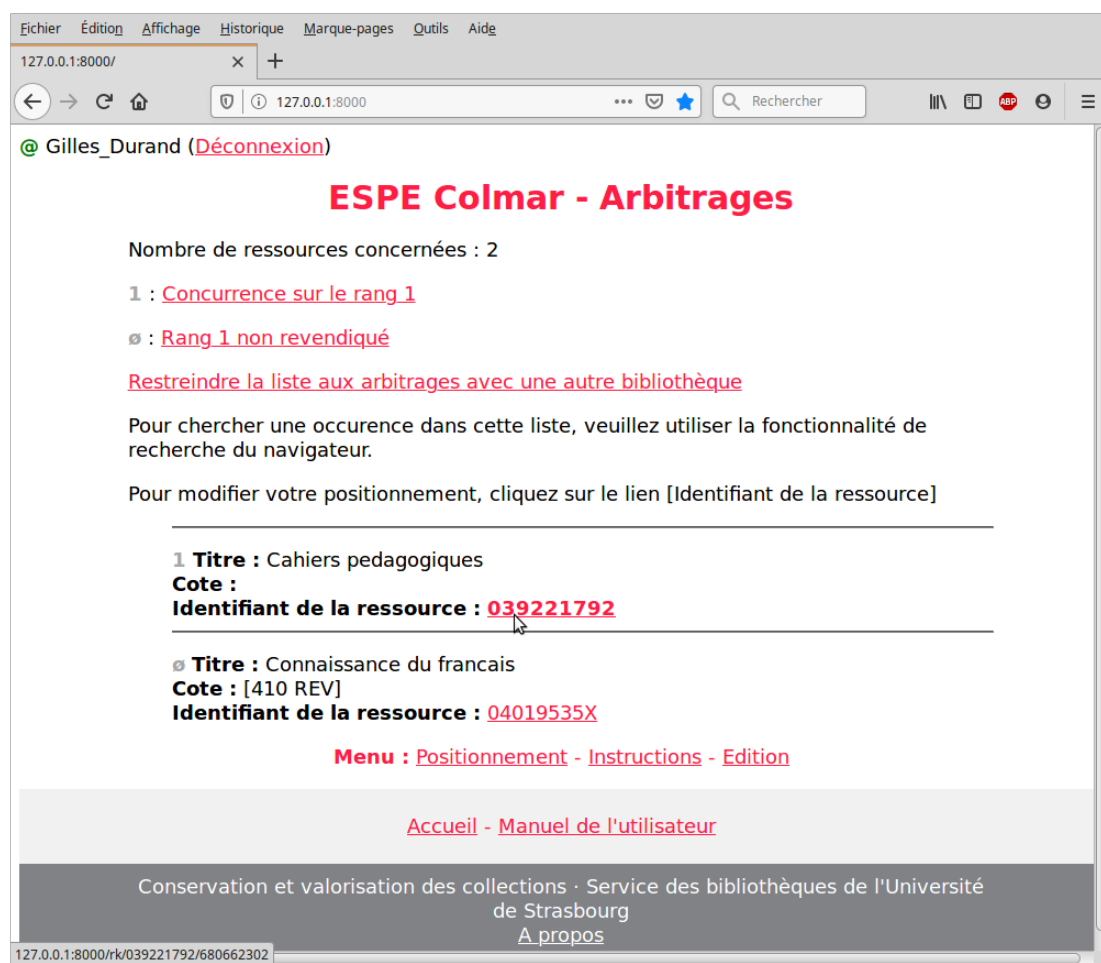 Fichier Édition Affichage Historique Marque-pages Outils Aide
127.0.0.1:8000/
127.0.0.1:8000
Rechercher
ABP
@ Gilles_Durand (Déconnexion)
ESPE Colmar - Arbitrages
Nombre de ressources concernées : 2
1 : Concurrence sur le rang 1
ø : Rang 1 non revendiqué
Restreindre la liste aux arbitrages avec une autre bibliothèque
Pour chercher une occurence dans cette liste, veuillez utiliser la fonctionnalité de
recherche du navigateur.
Pour modifier votre positionnement, cliquez sur le lien [Identifiant de la ressource]
1 Titre : Cahiers pedagogiques
Cote :
Identifiant de la ressource : 039221792
ø Titre : Connaissance du francais
Cote : [410 REV]
Identifiant de la ressource : 04019535X
Menu : Positionnement - Instructions - Edition
Accueil - Manuel de l'utilisateur
Conservation et valorisation des collections · Service des bibliothèques de l'Université
de Strasbourg
A propos
127.0.0.1:8000/rk/039221792/680662302